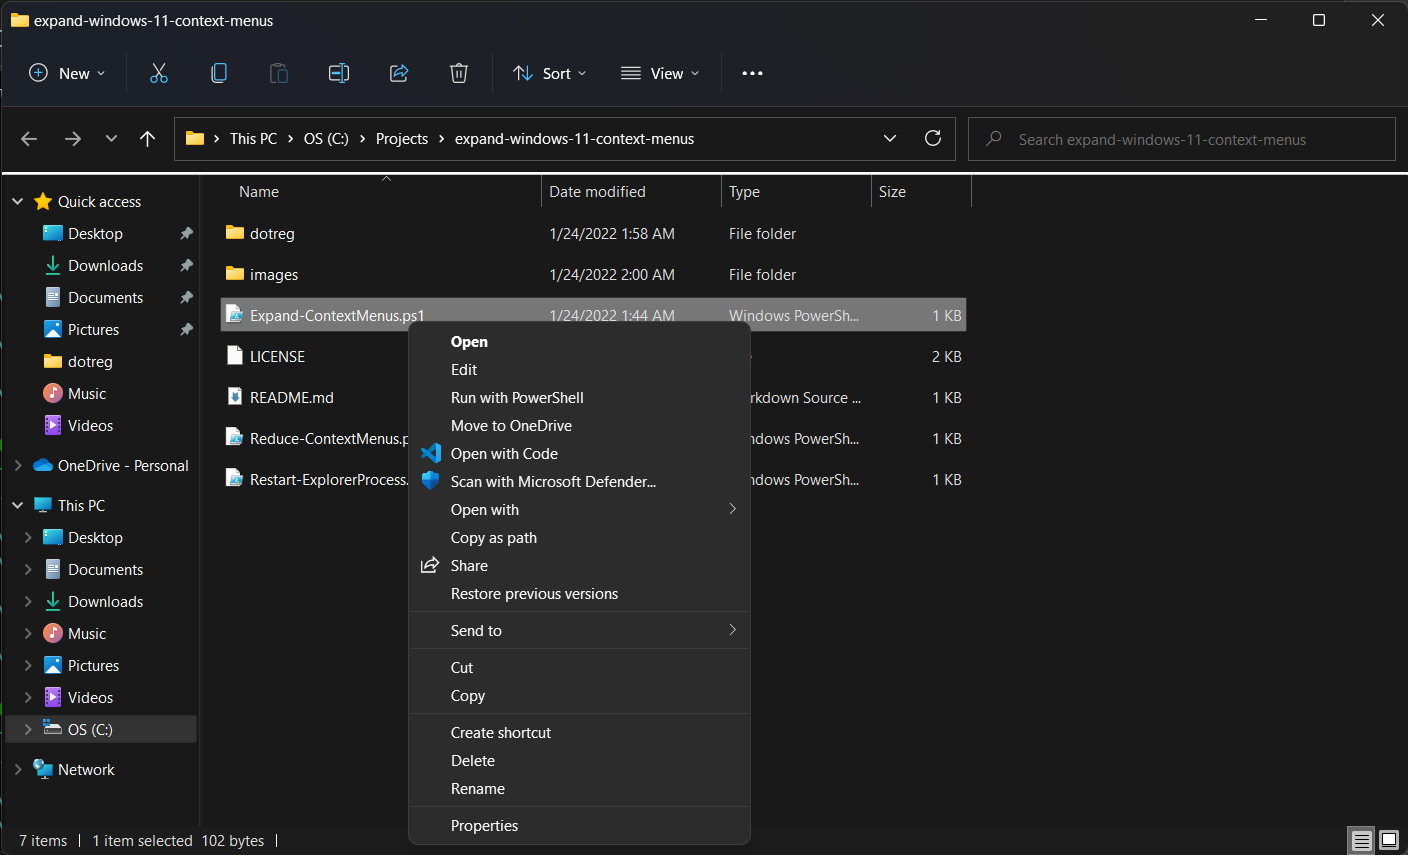 expand-windows-11-context-menus
New Sort View
This PC OS (C:) Projects expand-windows-11-context-menus Search expand-windows-11-context-menus
Name Date modified Type Size
Quick access
Desktop
Downloads
Documents
Pictures
dotreg
Music
Videos
OneDrive - Personal
This PC
Desktop
Documents
Downloads
Music
Pictures
Videos
OS (C:)
Network
dotreg 1/24/2022 1:58 AM File folder
images 1/24/2022 2:00 AM File folder
Expand-ContextMenus.ps1 1/24/2022 1:44 AM Windows PowerSh... 1 KB
LICENSE 2 KB
README.md Source ... 1 KB
Reduce-ContextMenus. PowerSh... 1 KB
Restart-ExplorerProcess. PowerSh... 1 KB
Open
Edit
Run with PowerShell
Move to OneDrive
Open with Code
Scan with Microsoft Defender...
Open with
Copy as path
Share
Restore previous versions
Send to
Cut
Copy
Create shortcut
Delete
Rename
Properties
7 items 1 item selected 102 bytes